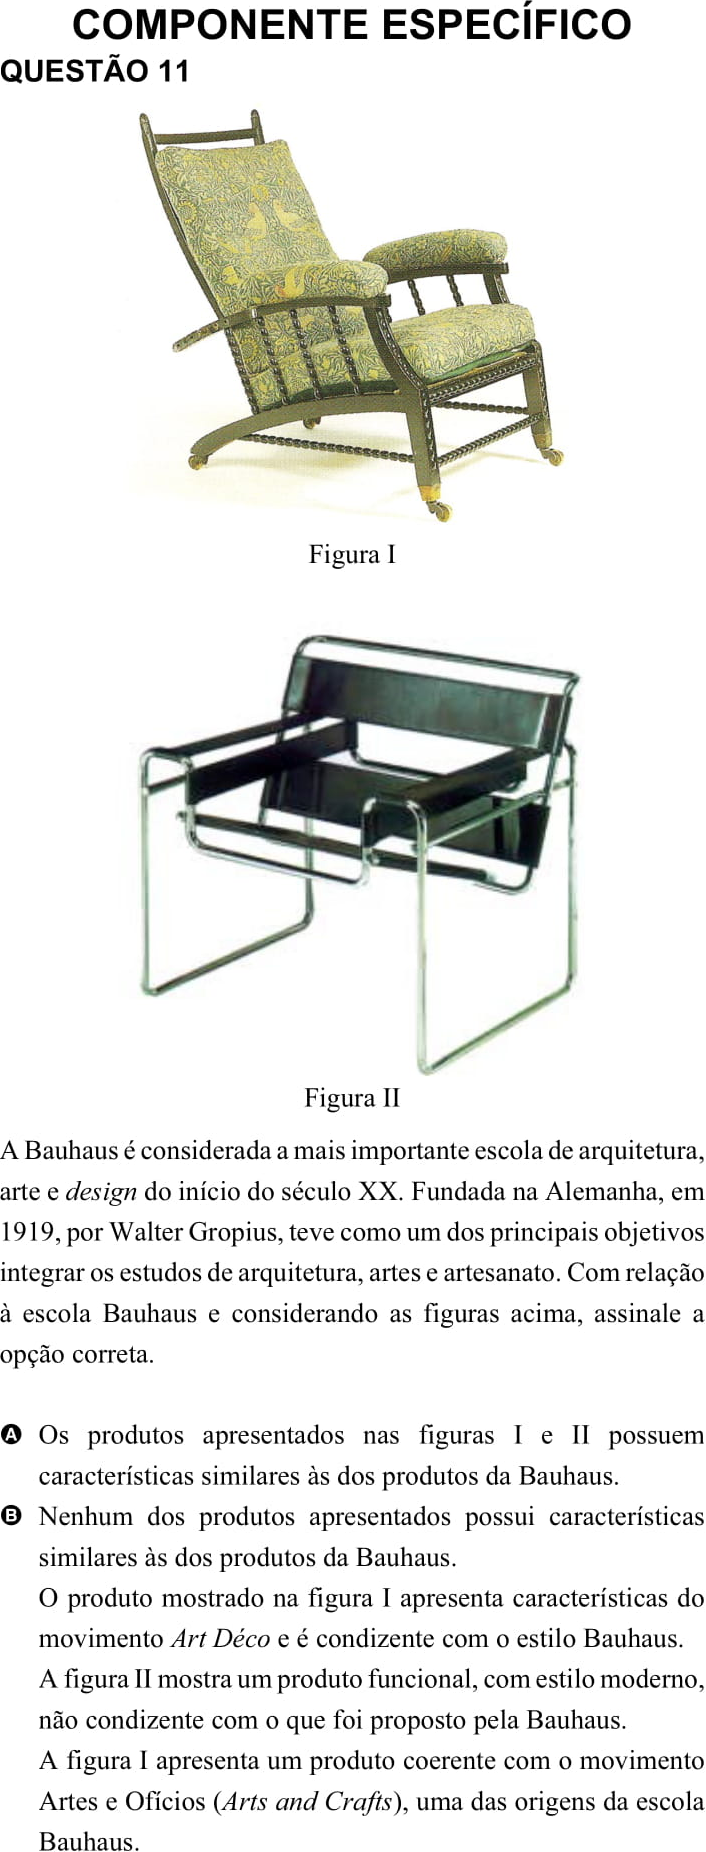 COMPONENTE ESPECÍFICO
QUESTÃO 11
Figura I
Figura II
A Bauhaus é considerada a mais importante escola de arquitetura,
arte e design do início do século XX. Fundada na Alemanha, em
1919, por Walter Gropius, teve como um dos principais objetivos
integrar os estudos de arquitetura, artes e artesanato. Com relação
à escola Bauhaus e considerando as figuras acima, assinale a
opção correta.
A Os produtos apresentados nas figuras I e II possuem
características similares às dos produtos da Bauhaus.
B Nenhum dos produtos apresentados possui características
similares às dos produtos da Bauhaus.
O produto mostrado na figura I apresenta características do
movimento Art Déco e é condizente com o estilo Bauhaus.
A figura II mostra um produto funcional, com estilo moderno,
não condizente com o que foi proposto pela Bauhaus.
A figura I apresenta um produto coerente com o movimento
Artes e Ofícios (Arts and Crafts), uma das origens da escola
Bauhaus.